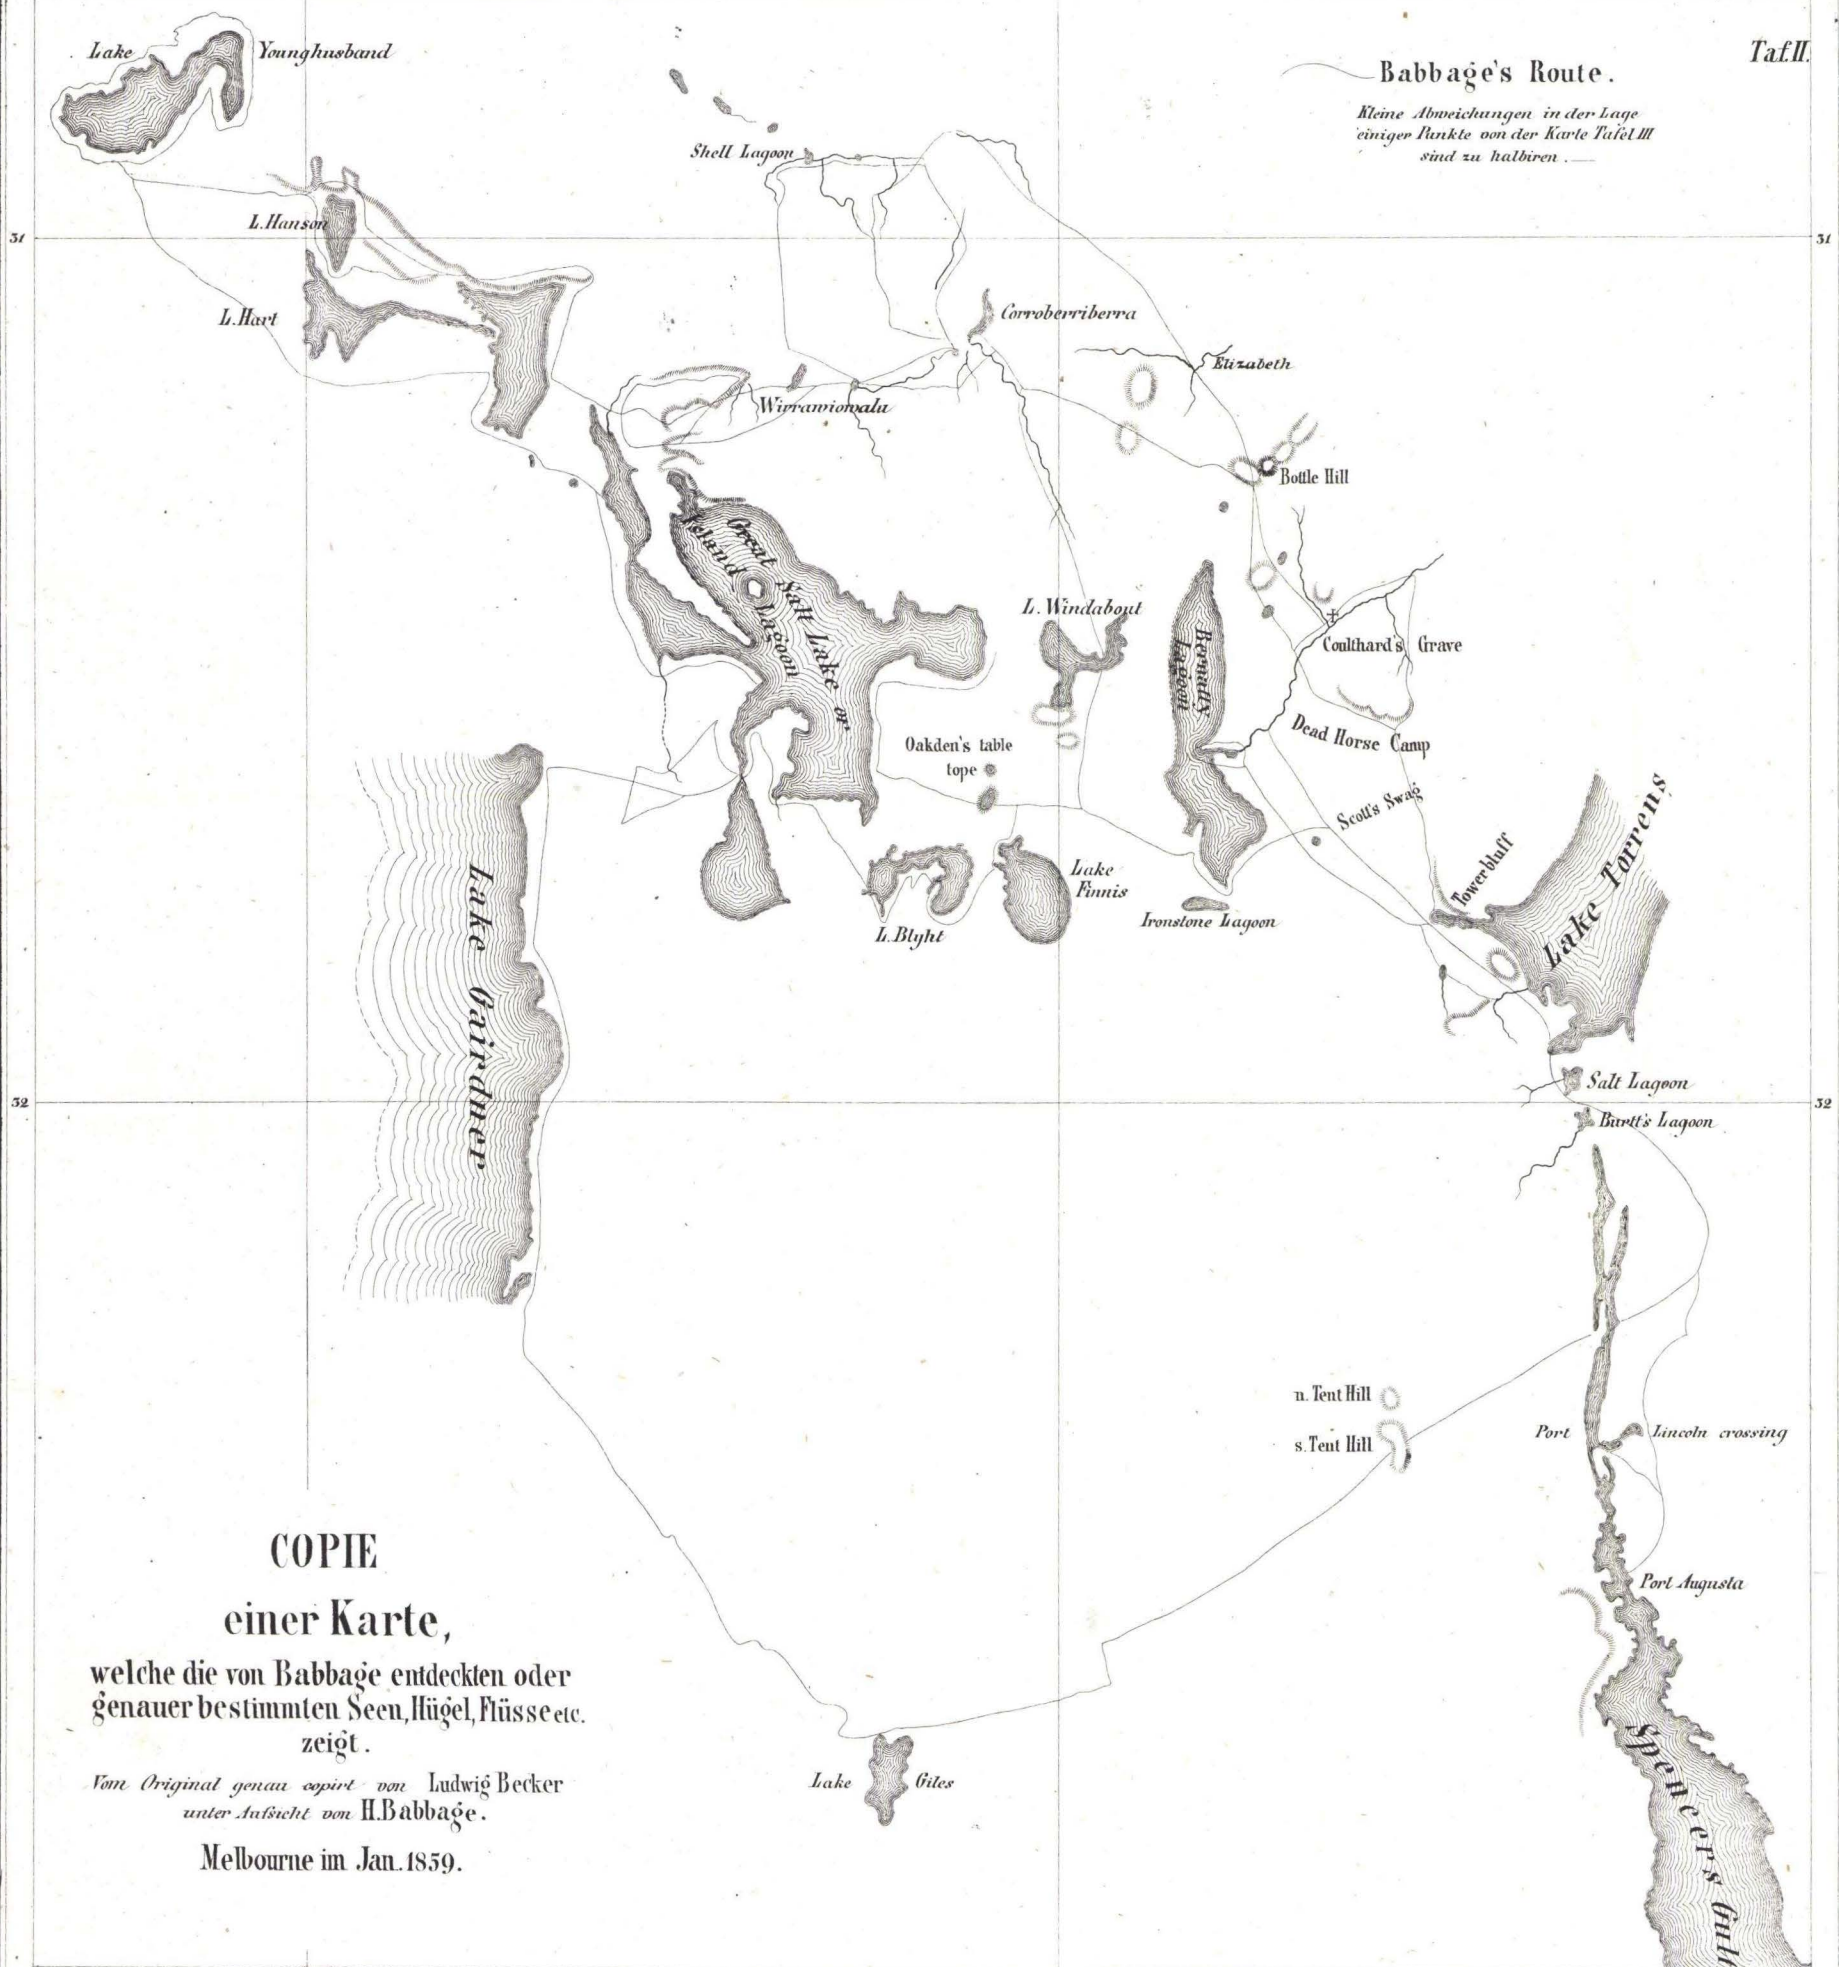 Taf.II.
Babbage's Route.
Kleine Abweichungen in der Lage
einiger Punkte von der Karte Tafel III
sind zu halbiren.
Lake Younghusband
Shell Lagoon
L.Hanson
31
31
L.Hart
Corroberriberra
Elizabeth
Wirrawiowalu
Bottle Hill
Great Salt Lake or
Island Lagoon
L. Windabout
Bernully
Lagoon
Coulthard's Grave
Dead Horse Camp
Oakden's table
tope
Scott's Swag
Lake Torrens
Towerbluff
Lake
Finnis
Ironstone Lagoon
L.Blyht
Lake Gairdner
Salt Lagoon
32
32
Burtt's Lagoon
n. Tent Hill
s. Tent Hill
Port Lincoln crossing
Port Augusta
Spencers Gulf
Lake Giles
COPIE
einer Karte,
welche die von Babbage entdeckten oder
genauer bestimmten Seen, Hügel, Flüsse etc.
zeigt.
Vom Original genau copirt von Ludwig Becker
unter Aufsicht von H.Babbage.
Melbourne im Jan. 1859.